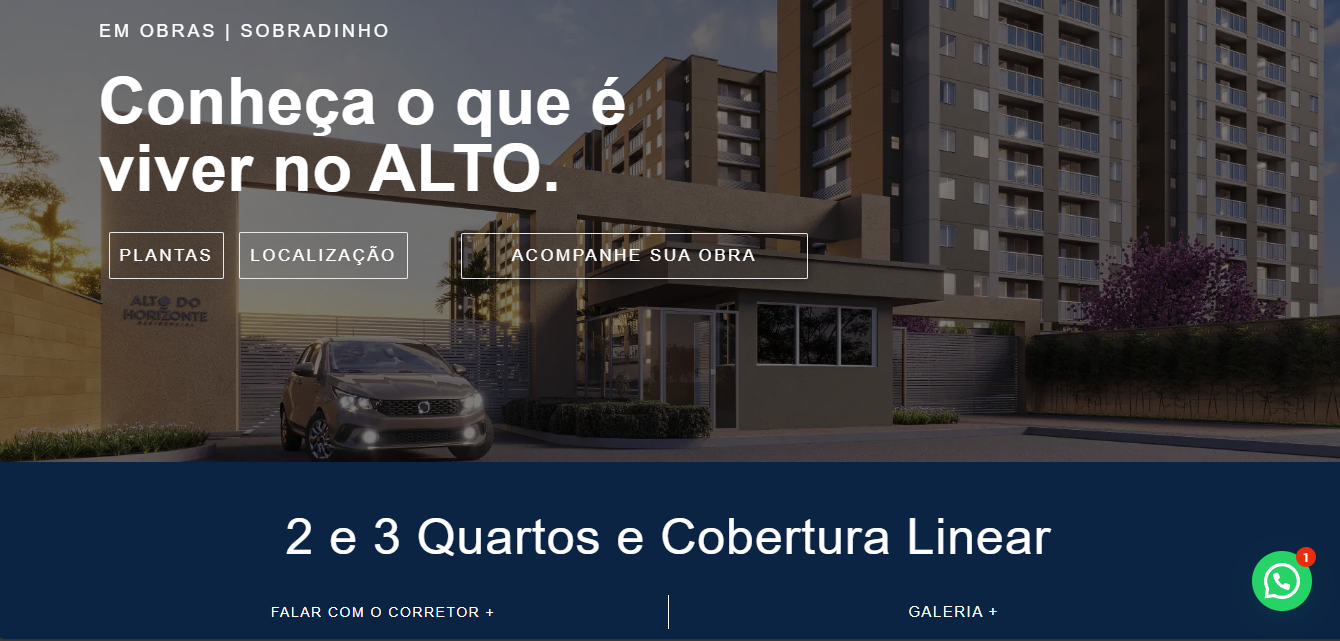 EM OBRAS | SOBRADINHO
Conheça o que é
viver no ALTO.
PLANTAS
LOCALIZAÇÃO
ACOMPANHE SUA OBRA
ALTO DO
HORIZONTE
RESIDENCIAL
2 e 3 Quartos e Cobertura Linear
1
FALAR COM O CORRETOR +
GALERIA +